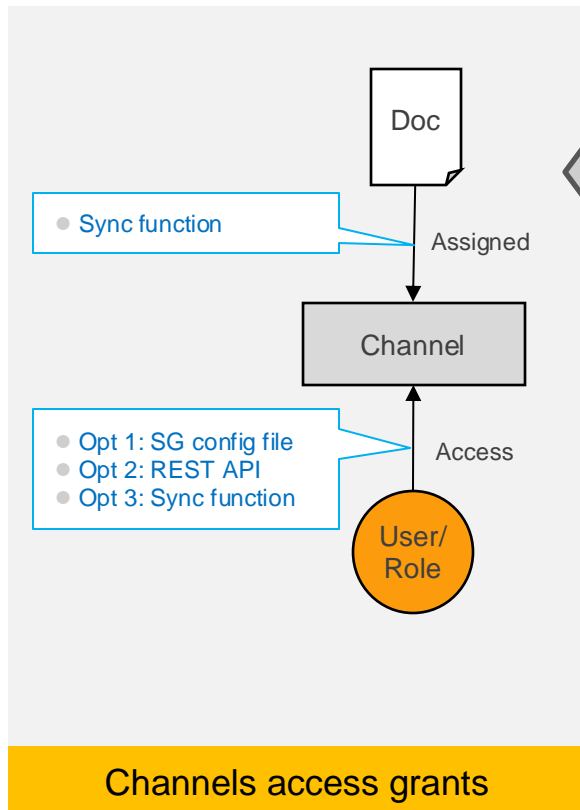 Doc
Sync function
Assigned
Channel
Opt 1: SG config file
Opt 2: REST API
Opt 3: Sync function
Access
User/
Role
Channels access grants